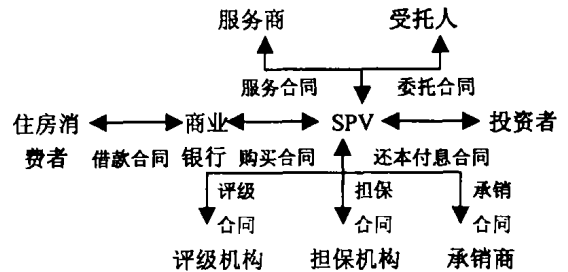 服务商 受托人
服务合同 委托合同
住房消费者 商业银行 SPV 投资者
借款合同 购买合同 还本付息合同
评级合同 担保合同 承销合同
评级机构 担保机构 承销商